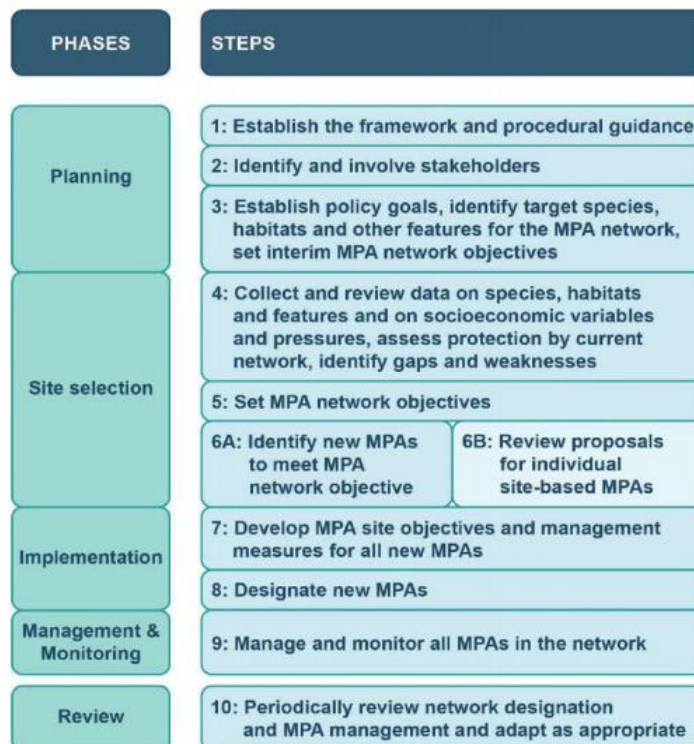 PHASES
STEPS
Planning
1: Establish the framework and procedural guidance
2: Identify and involve stakeholders
3: Establish policy goals, identify target species,
habitats and other features for the MPA network,
set interim MPA network objectives
Site selection
4: Collect and review data on species, habitats
and features and on socioeconomic variables
and pressures, assess protection by current
network, identify gaps and weaknesses
5: Set MPA network objectives
6A: Identify new MPAs
to meet MPA
network objective
6B: Review proposals
for individual
site-based MPAs
Implementation
7: Develop MPA site objectives and management
measures for all new MPAs
8: Designate new MPAs
Management &
Monitoring
9: Manage and monitor all MPAs in the network
Review
10: Periodically review network designation
and MPA management and adapt as appropriate